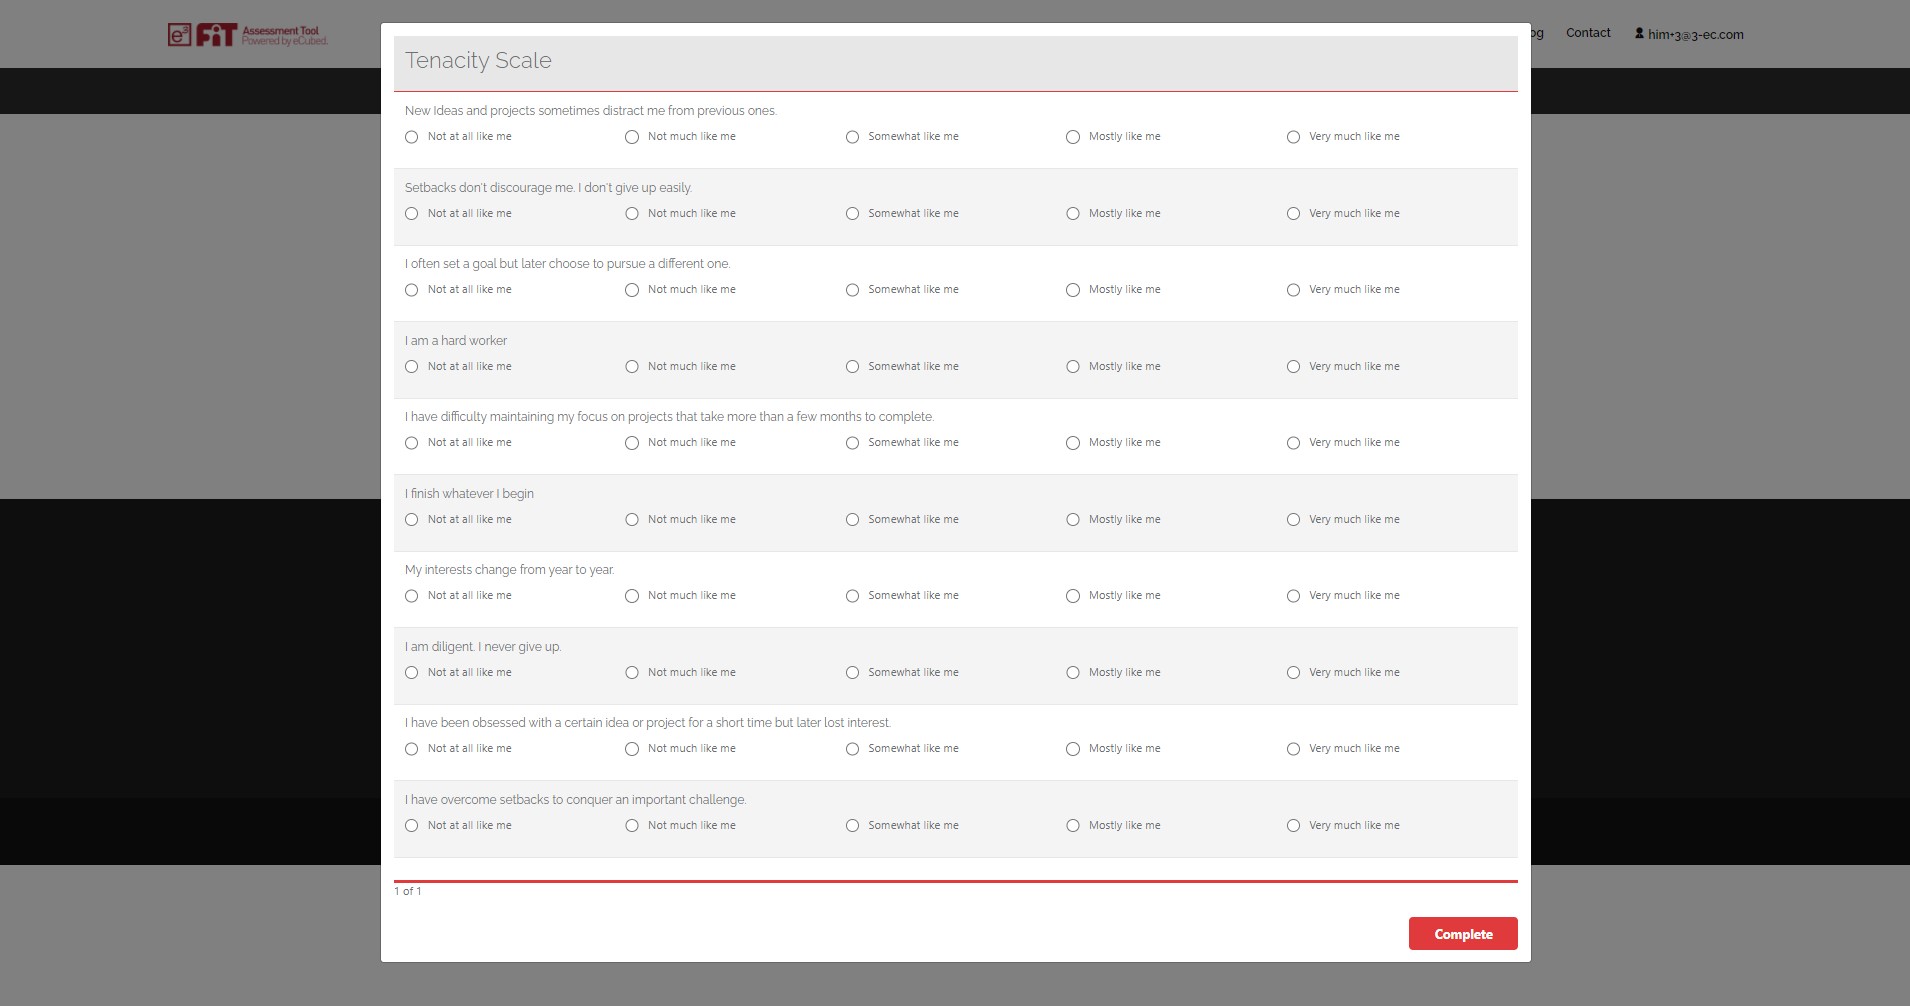 e³ FiT Assessment Tool
Powered by eCubed.
og Contact him+3@3-ec.com
Tenacity Scale
New Ideas and projects sometimes distract me from previous ones.
Not at all like me Not much like me Somewhat like me Mostly like me Very much like me
Setbacks don't discourage me. I don't give up easily.
Not at all like me Not much like me Somewhat like me Mostly like me Very much like me
I often set a goal but later choose to pursue a different one.
Not at all like me Not much like me Somewhat like me Mostly like me Very much like me
I am a hard worker
Not at all like me Not much like me Somewhat like me Mostly like me Very much like me
I have difficulty maintaining my focus on projects that take more than a few months to complete.
Not at all like me Not much like me Somewhat like me Mostly like me Very much like me
I finish whatever I begin
Not at all like me Not much like me Somewhat like me Mostly like me Very much like me
My interests change from year to year.
Not at all like me Not much like me Somewhat like me Mostly like me Very much like me
I am diligent. I never give up.
Not at all like me Not much like me Somewhat like me Mostly like me Very much like me
I have been obsessed with a certain idea or project for a short time but later lost interest.
Not at all like me Not much like me Somewhat like me Mostly like me Very much like me
I have overcome setbacks to conquer an important challenge.
Not at all like me Not much like me Somewhat like me Mostly like me Very much like me
1 of 1
Complete